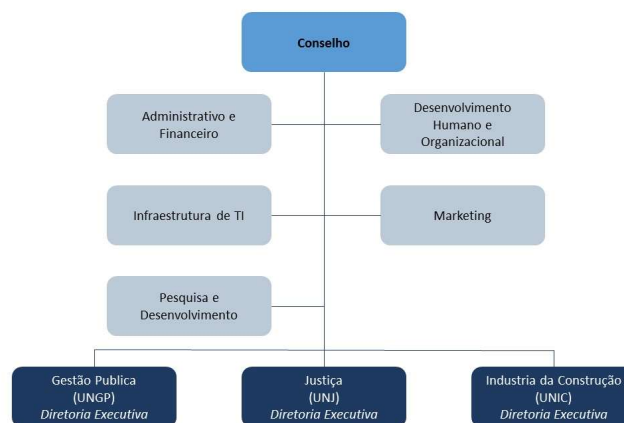 Conselho
Administrativo e
Financeiro
Desenvolvimento
Humano e
Organizacional
Infraestrutura de TI
Marketing
Pesquisa e
Desenvolvimento
Gestão Publica
(UNGP)
Diretoria Executiva
Justiça
(UNJ)
Diretoria Executiva
Industria da Construção
(UNIC)
Diretoria Executiva